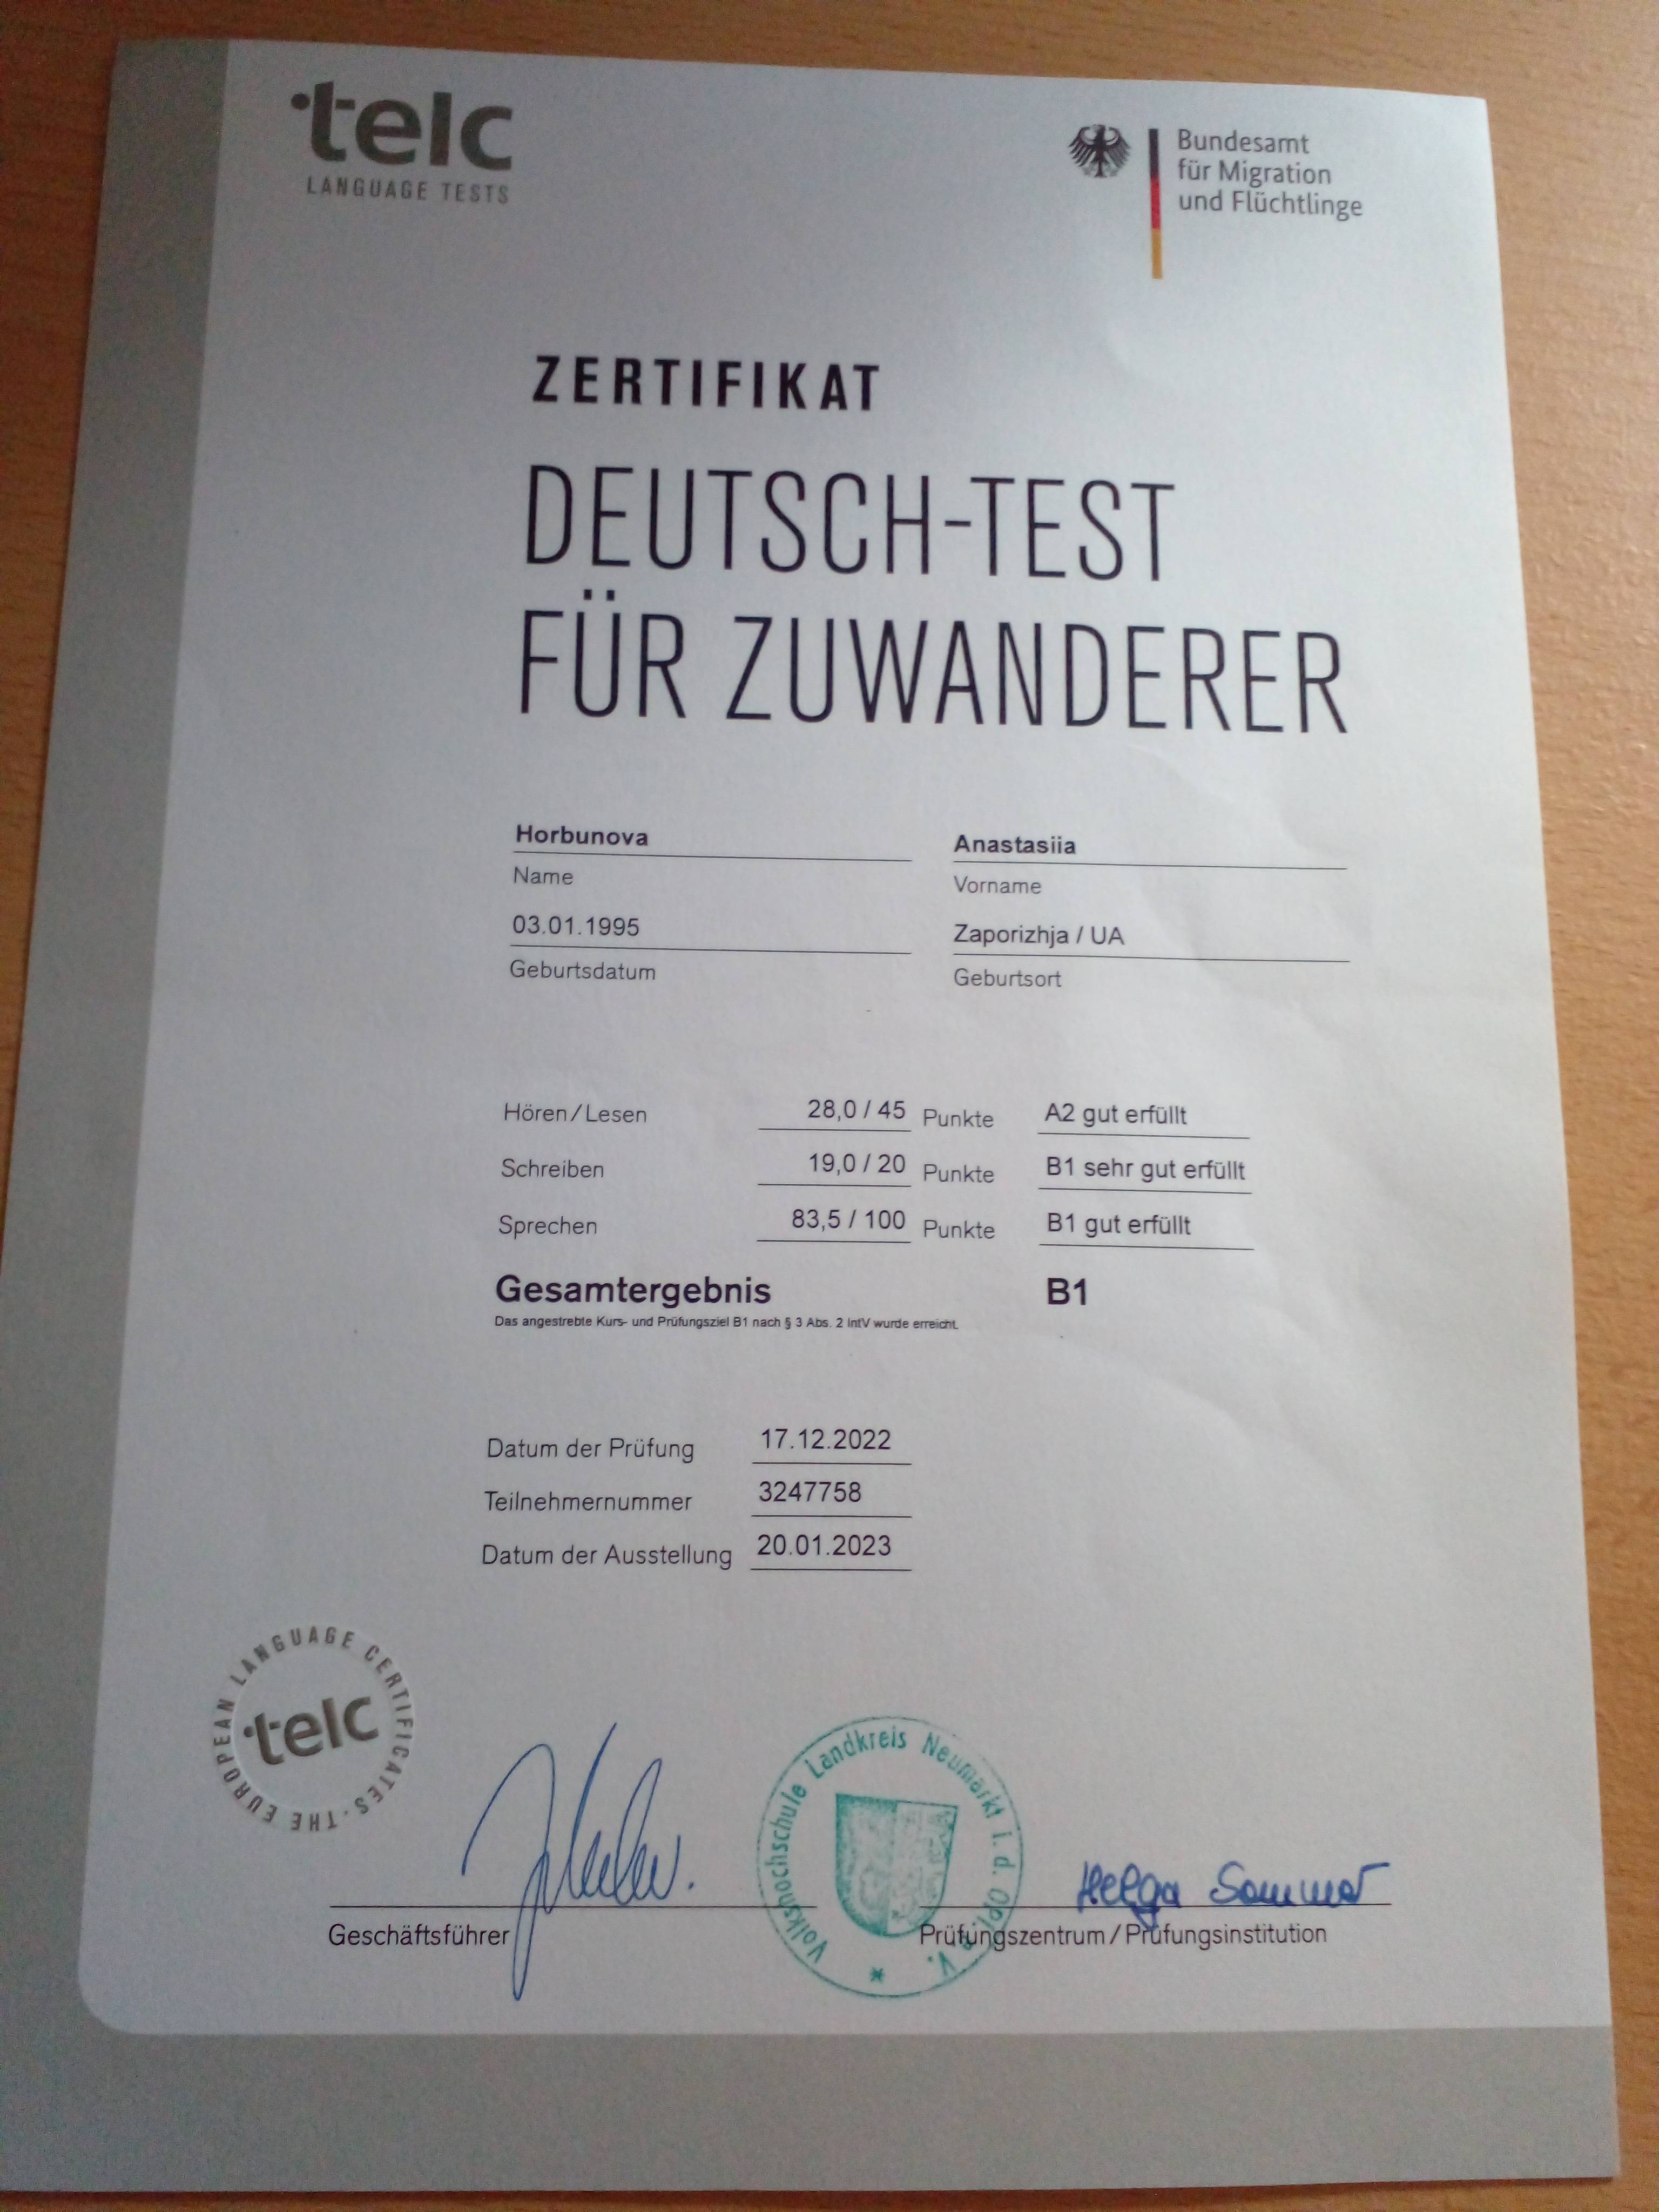 telc
LANGUAGE TESTS
Bundesamt
für Migration
und Flüchtlinge
ZERTIFIKAT
DEUTSCH-TEST
FÜR ZUWANDERER
Horbunova
Name
Anastasiia
Vorname
03.01.1995
Geburtsdatum
Zaporizhja / UA
Geburtsort
Hören/Lesen 28,0 / 45 Punkte A2 gut erfüllt
Schreiben 19,0 / 20 Punkte B1 sehr gut erfüllt
Sprechen 83,5 / 100 Punkte B1 gut erfüllt
Gesamtergebnis B1
Das angestrebte Kurs- und Prüfungsziel B1 nach § 3 Abs. 2 IntV wurde erreicht.
Datum der Prüfung 17.12.2022
Teilnehmernummer 3247758
Datum der Ausstellung 20.01.2023
THE EUROPEAN LANGUAGE CERTIFICATES
telc
Volkshochschule Landkreis Neumarkt i. d. OPf. e.V.
Helga Sommer
Geschäftsführer
Prüfungszentrum / Prüfungsinstitution